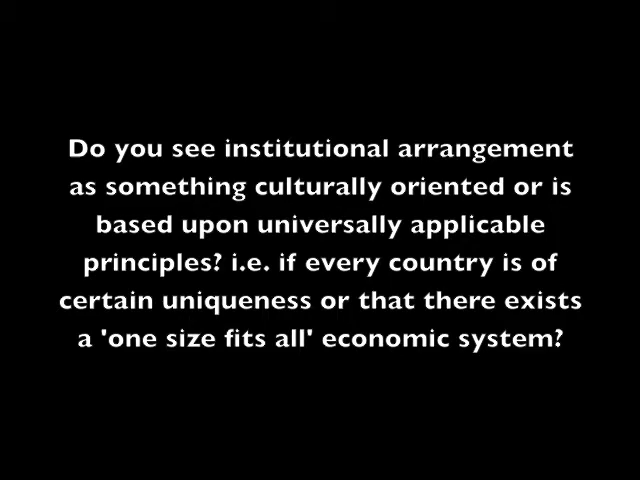 Do you see institutional arrangement
as something culturally oriented or is
based upon universally applicable
principles? i.e. if every country is of
certain uniqueness or that there exists
a 'one size fits all' economic system?